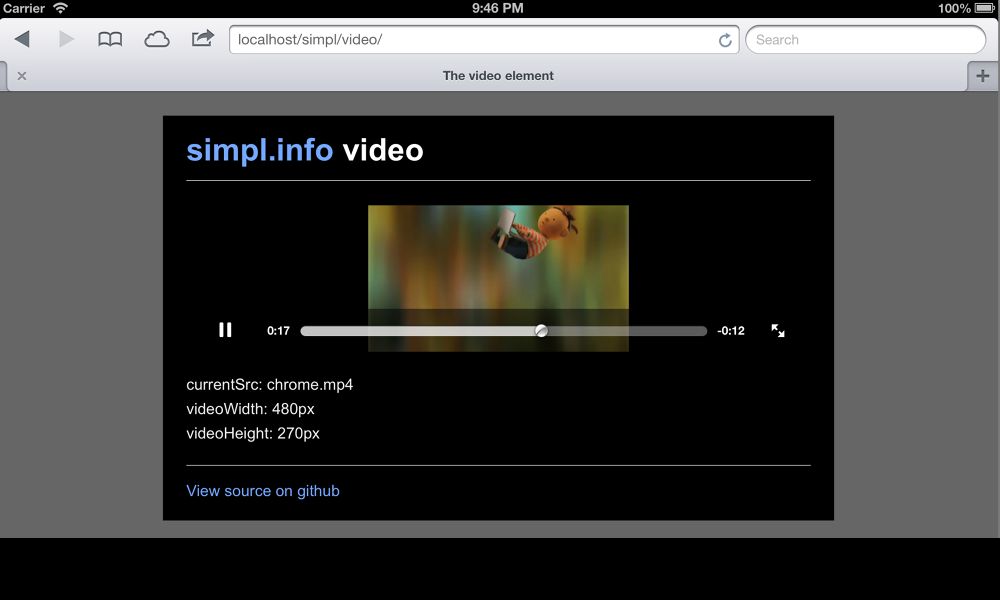 Carrier 9:46 PM 100%
localhost/simpl/video/ Search
The video element
simpl.info video
0:17 -0:12
currentSrc: chrome.mp4
videoWidth: 480px
videoHeight: 270px
View source on github